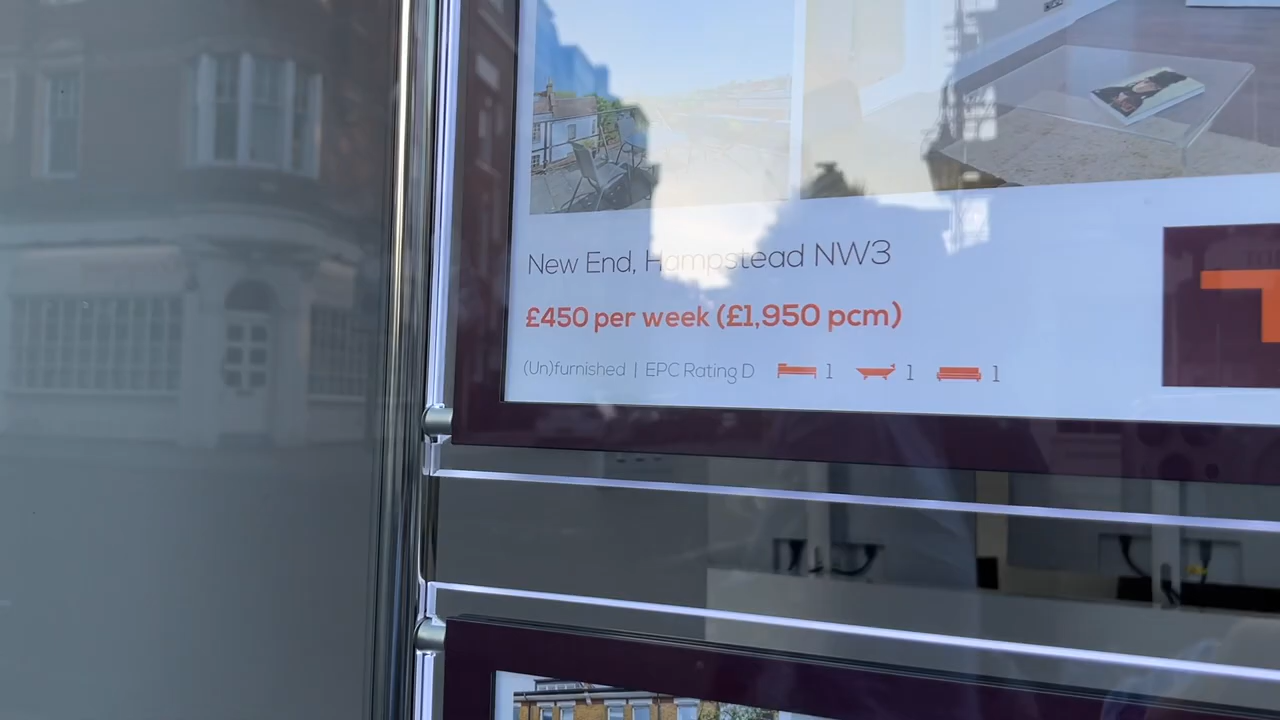 New End, Hampstead NW3
£450 per week (£1,950 pcm)
(Un)furnished | EPC Rating D 1 1 1